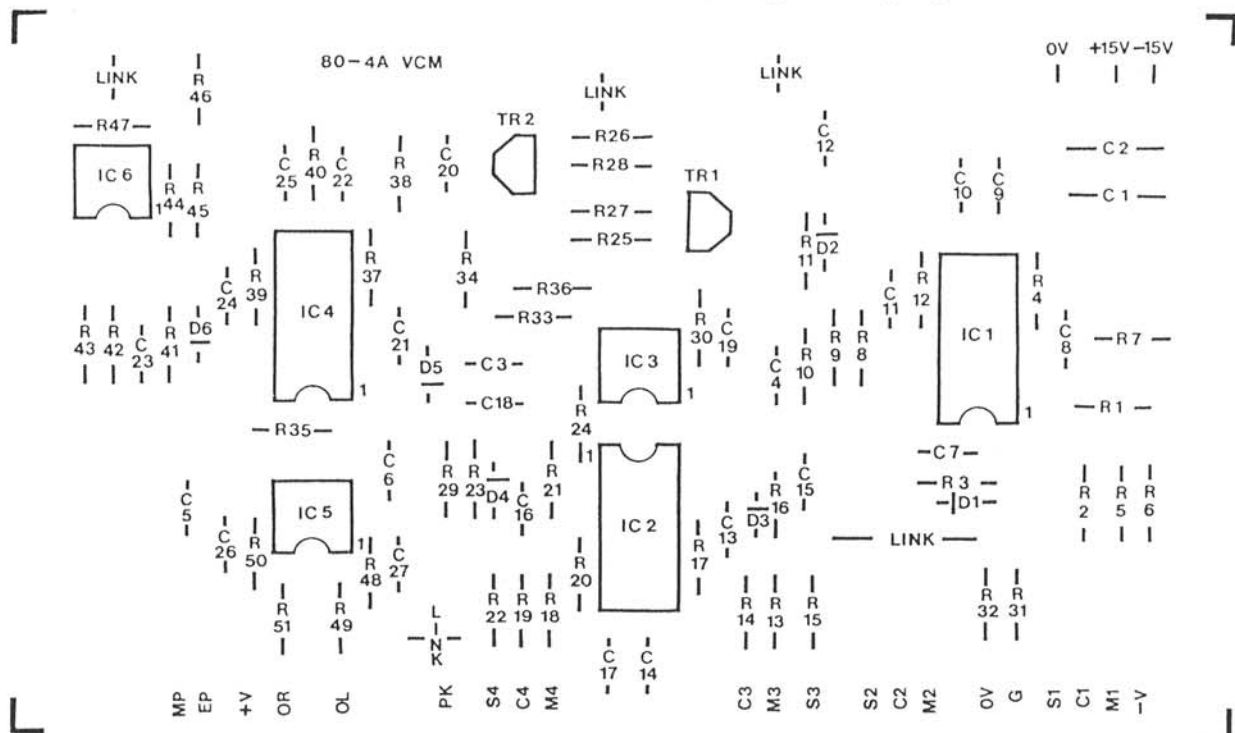 80-4A VCM
0V +15V -15V
LINK
R46
LINK
LINK
R47
TR2
R26
C12
C2
IC6
1
R44
R45
C25
R40
C22
R38
C20
R28
TR1
C10
C9
C1
R27
R25
R11
D2
C24
R39
IC4
1
R37
R34
R36
R33
C11
R12
IC1
1
R4
R43
R42
C23
R41
D6
C21
D5
C3
C18
IC3
1
R30
C19
C4
R10
R9
R8
C8
R7
R1
R35
R24
C7
R3
D1
C5
C26
R50
IC5
1
C6
R29
R23
D4
C16
R21
1
IC2
R17
C13
D3
R16
C15
LINK
R2
R5
R6
R51
R49
R48
C27
LINK
R22
R19
R18
R20
C17
C14
R14
R13
R15
R32
R31
MP EP +V OR OL PK S4 C4 M4 C3 M3 S3 S2 C2 M2 0V G S1 C1 M1 -V